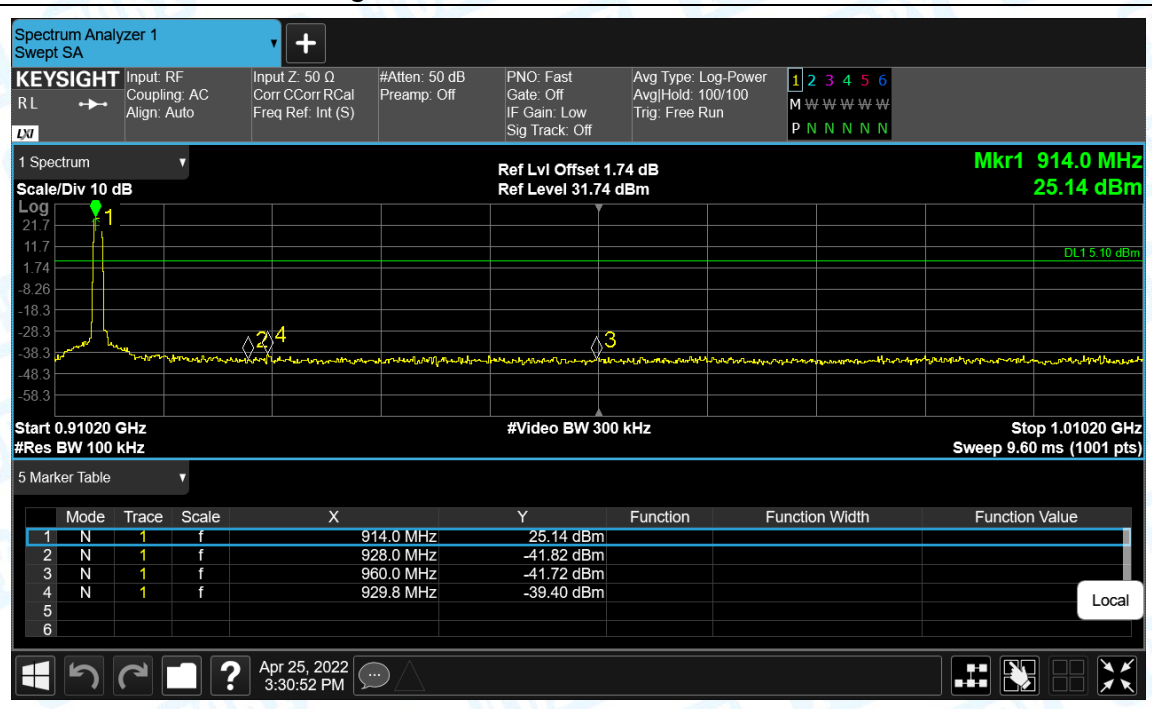 Spectrum Analyzer 1
Swept SA
+
KEYSIGHT
R L
LXI
Input: RF
Coupling: AC
Align: Auto
Input Z: 50 Ω
Corr CCorr RCal
Freq Ref: Int (S)
#Atten: 50 dB
Preamp: Off
PNO: Fast
Gate: Off
IF Gain: Low
Sig Track: Off
Avg Type: Log-Power
Avg|Hold: 100/100
Trig: Free Run
1 2 3 4 5 6
M W W W W W
P N N N N N
1 Spectrum
Scale/Div 10 dB
Ref Lvl Offset 1.74 dB
Ref Level 31.74 dBm
Mkr1 914.0 MHz
25.14 dBm
Log
21.7
11.7
1.74
-8.26
-18.3
-28.3
-38.3
-48.3
-58.3
1
2
4
3
DL1 5.10 dBm
Start 0.91020 GHz
#Res BW 100 kHz
#Video BW 300 kHz
Stop 1.01020 GHz
Sweep 9.60 ms (1001 pts)
5 Marker Table
Mode Trace Scale X Y Function Function Width Function Value
1 N 1 f 914.0 MHz 25.14 dBm
2 N 1 f 928.0 MHz -41.82 dBm
3 N 1 f 960.0 MHz -41.72 dBm
4 N 1 f 929.8 MHz -39.40 dBm
5
6
Local
?
Apr 25, 2022
3:30:52 PM